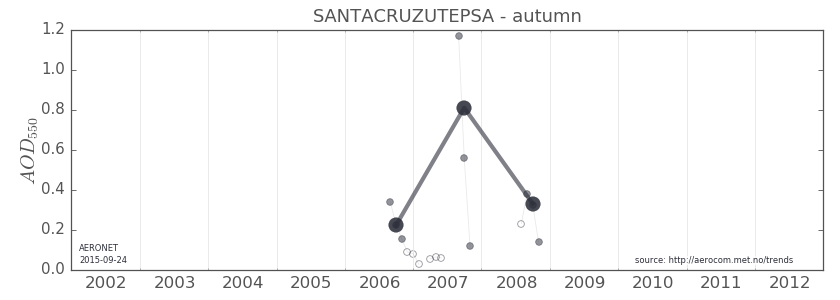 SANTACRUZUTEPSA - autumn
1.2
1.0
0.8
0.6
0.4
0.2
0.0
AOD550
AERONET
2015-09-24
source: http://aerocom.met.no/trends
2002 2003 2004 2005 2006 2007 2008 2009 2010 2011 2012